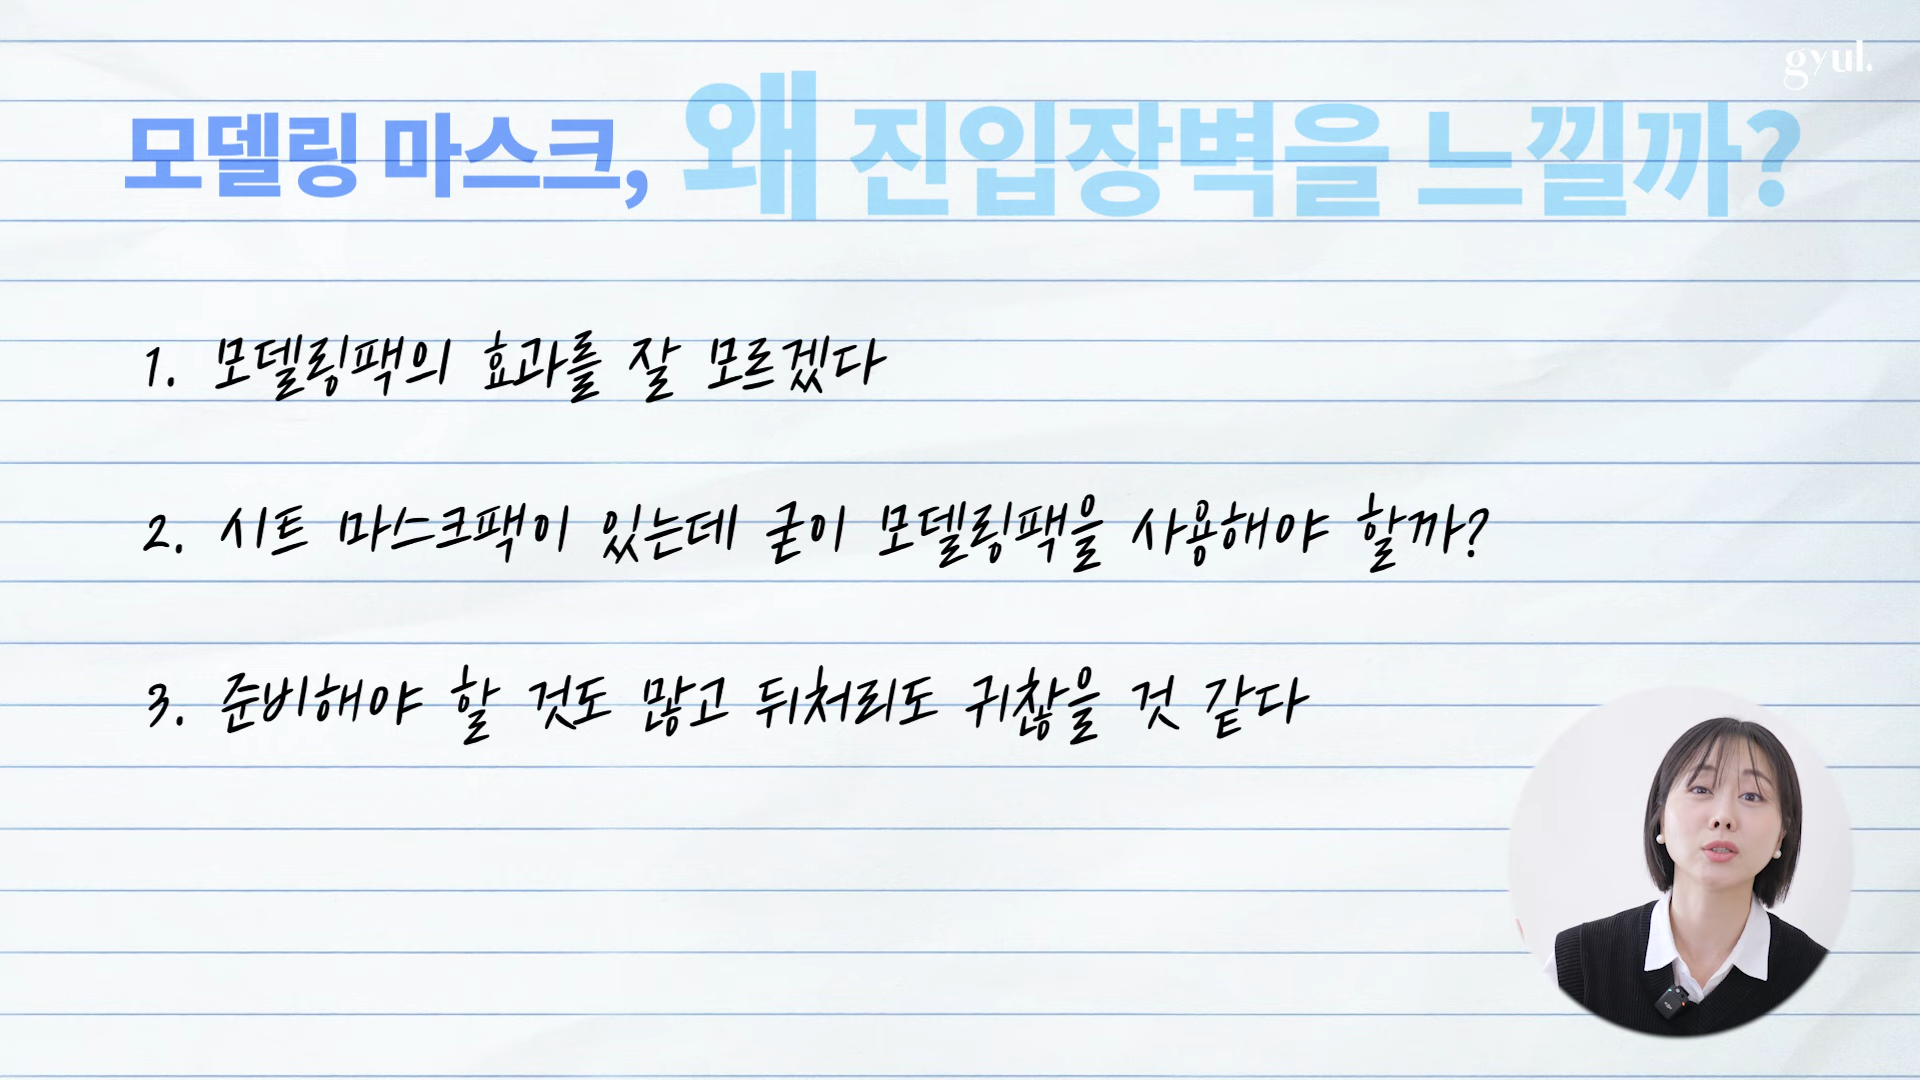 gyul.
모델링 마스크, 왜 진입장벽을 느낄까?
1. 모델링팩의 효과를 잘 모르겠다
2. 시트 마스크팩이 있는데 굳이 모델링팩을 사용해야 할까?
3. 준비해야 할 것도 많고 뒤처리도 귀찮을 것 같다